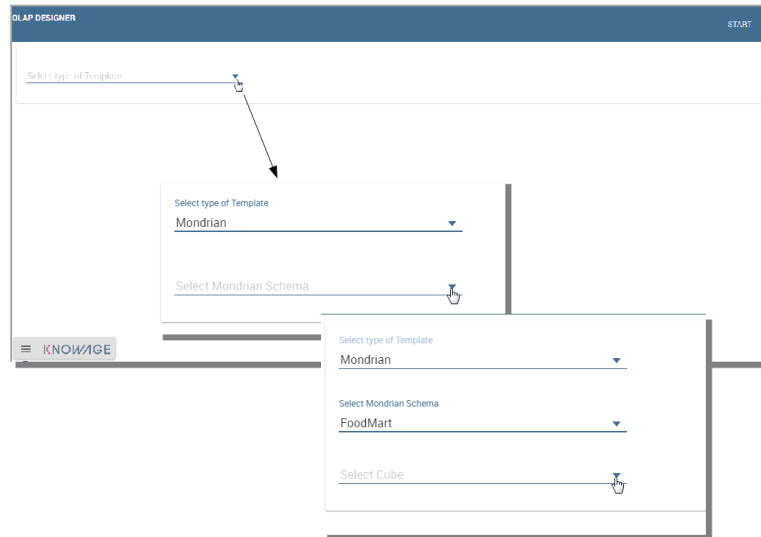 OLAP DESIGNER
START
Select type of Template
Select type of Template
Mondrian
Select Mondrian Schema
KNOWAGE
Select type of Template
Mondrian
Select Mondrian Schema
FoodMart
Select Cube